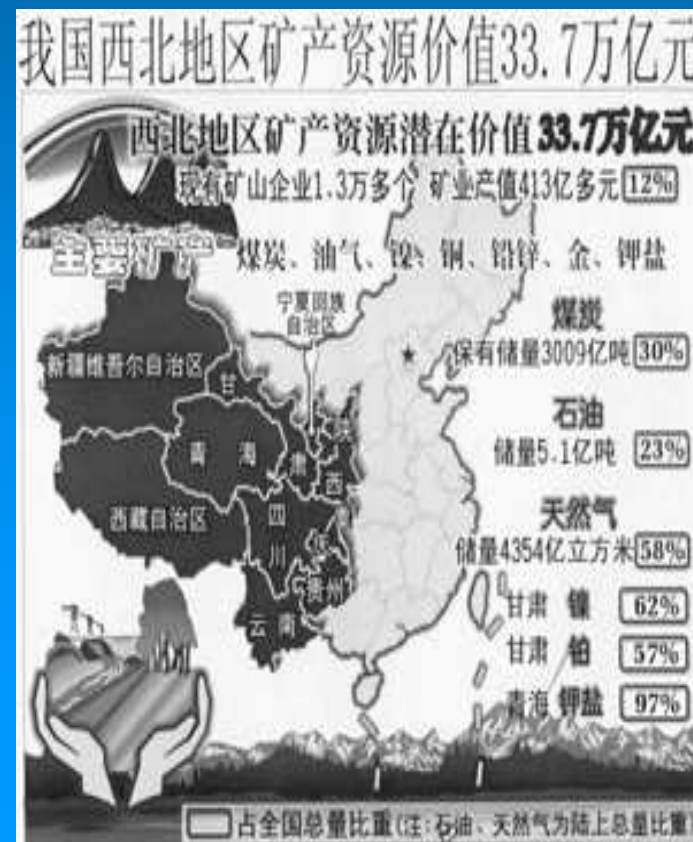 我国西北地区矿产资源价值33.7万亿元
西北地区矿产资源潜在价值33.7万亿元
现有矿山企业1.3万多个 矿业产值413亿多元 12%
主要矿产 煤炭、油气、镍、铜、铅锌、金、钾盐
宁夏回族
自治区
煤炭
保有储量3009亿吨 30%
新疆维吾尔自治区
甘
肃
陕
西
青海
石油
储量5.1亿吨 23%
西藏自治区
四
川
天然气
储量4354亿立方米 58%
贵州
云南
甘肃 镍 62%
甘肃 铂 57%
青海 钾盐 97%
占全国总量比重(注:石油、天然气为陆上总量比重)